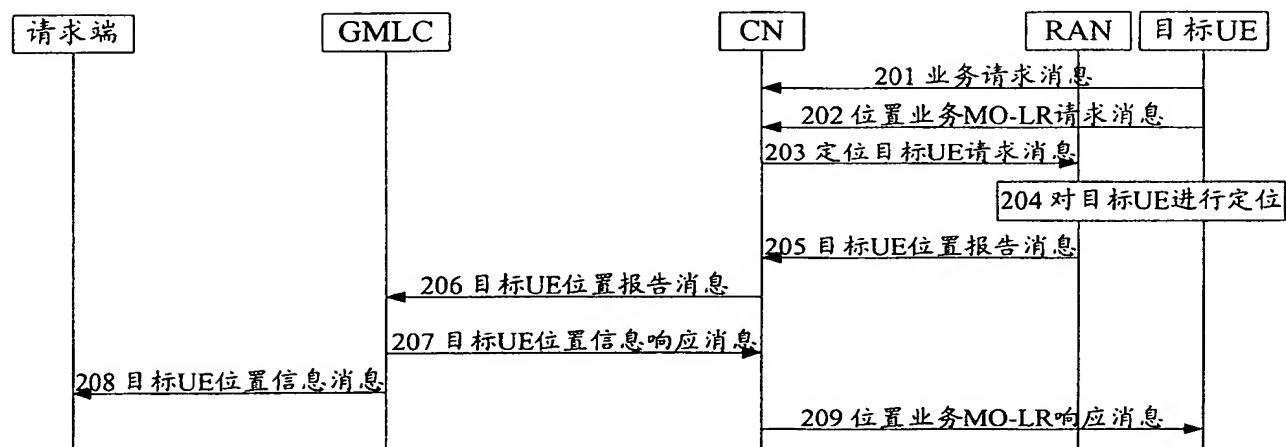 请求端
GMLC
CN
RAN
目标UE
201 业务请求消息
202 位置业务MO-LR请求消息
203 定位目标UE请求消息
204 对目标UE进行定位
205 目标UE位置报告消息
206 目标UE位置报告消息
207 目标UE位置信息响应消息
208 目标UE位置信息消息
209 位置业务MO-LR响应消息